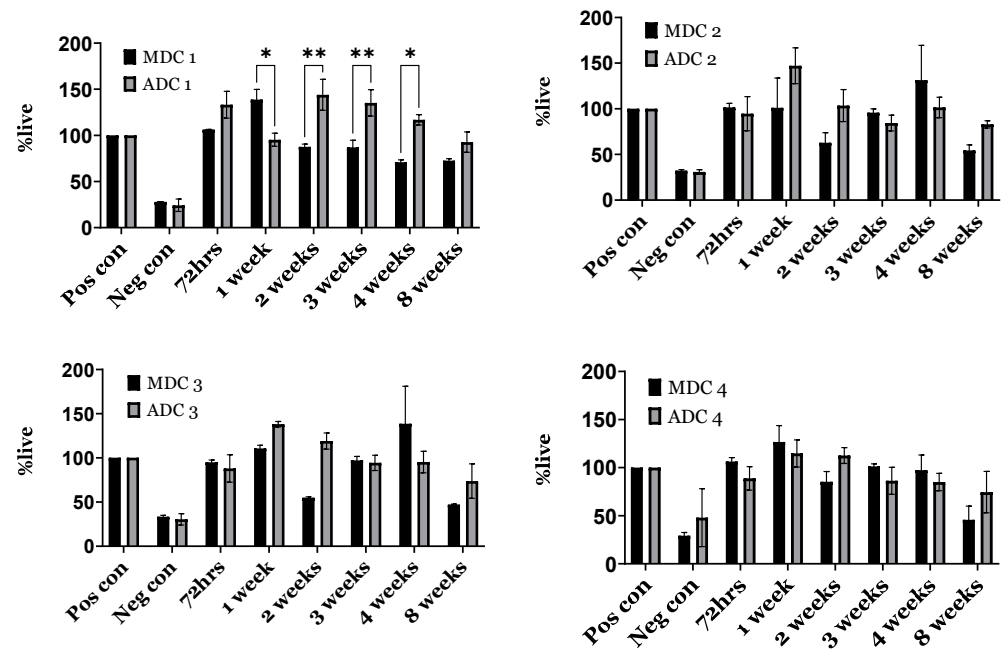 200
150
100
50
0
%live
MDC 1
ADC 1
*
**
**
*
Pos con
Neg con
72hrs
1 week
2 weeks
3 weeks
4 weeks
8 weeks
200
150
100
50
0
%live
MDC 2
ADC 2
Pos con
Neg con
72hrs
1 week
2 weeks
3 weeks
4 weeks
8 weeks
200
150
100
50
0
%live
MDC 3
ADC 3
Pos con
Neg con
72hrs
1 week
2 weeks
3 weeks
4 weeks
8 weeks
200
150
100
50
0
%live
MDC 4
ADC 4
Pos con
Neg con
72hrs
1 week
2 weeks
3 weeks
4 weeks
8 weeks